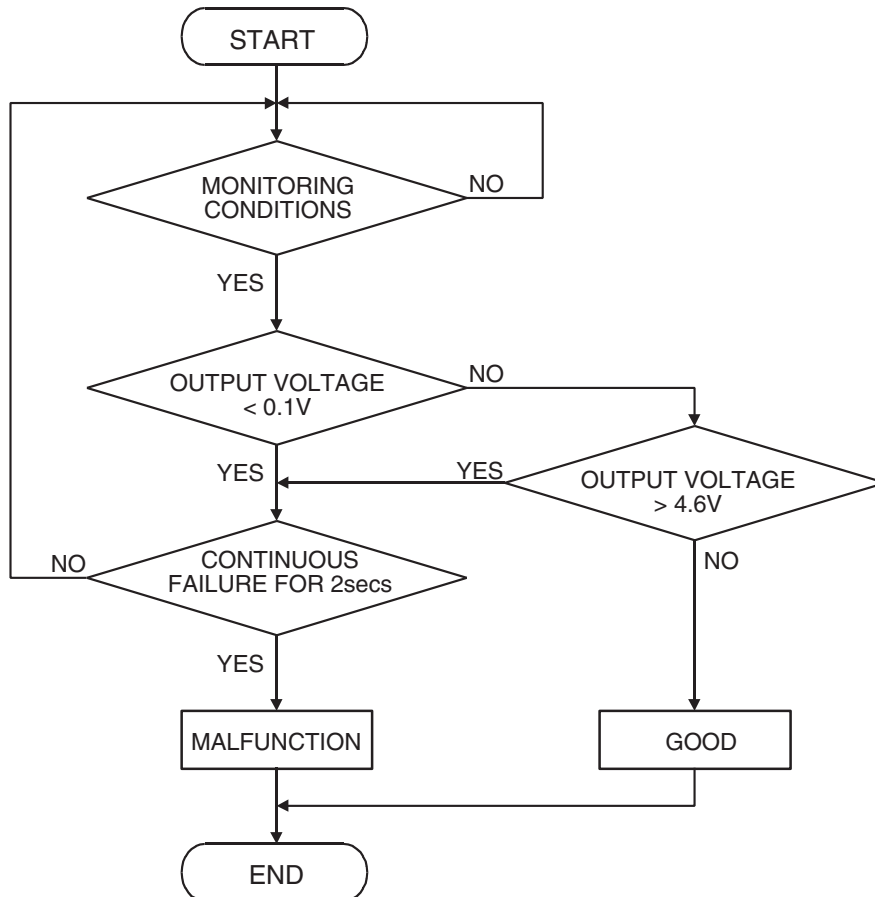 START
MONITORING
CONDITIONS
NO
YES
OUTPUT VOLTAGE
< 0.1V
NO
YES
YES
OUTPUT VOLTAGE
> 4.6V
NO
CONTINUOUS
FAILURE FOR 2secs
NO
YES
MALFUNCTION
GOOD
END